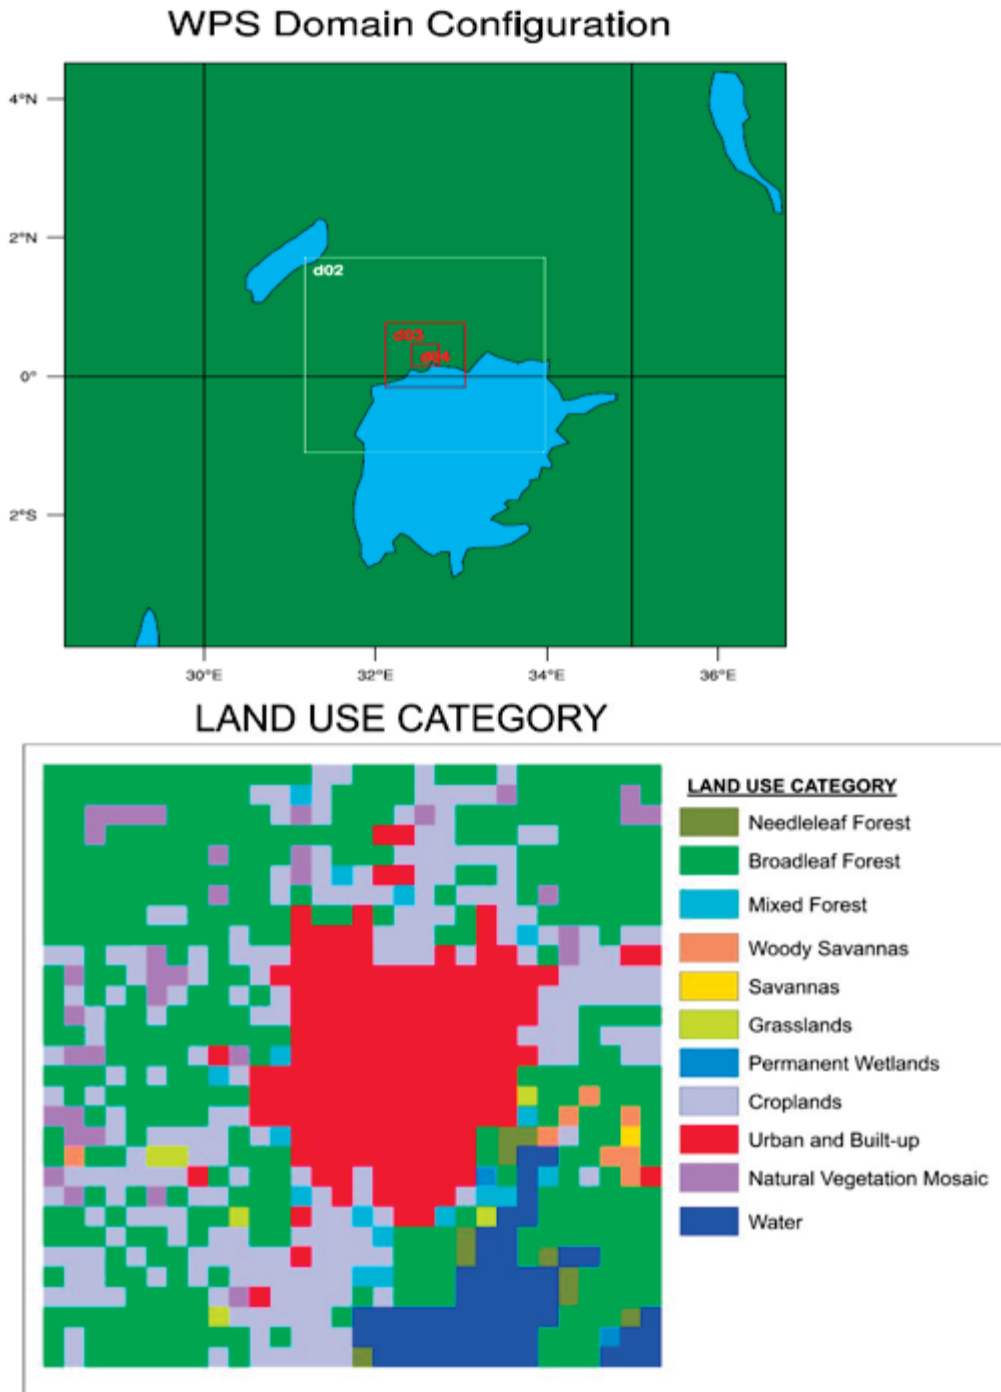 WPS Domain Configuration
4°N
2°N
0°
2°S
d02
d03
d04
30°E 32°E 34°E 36°E
LAND USE CATEGORY
LAND USE CATEGORY
Needleleaf Forest
Broadleaf Forest
Mixed Forest
Woody Savannas
Savannas
Grasslands
Permanent Wetlands
Croplands
Urban and Built-up
Natural Vegetation Mosaic
Water